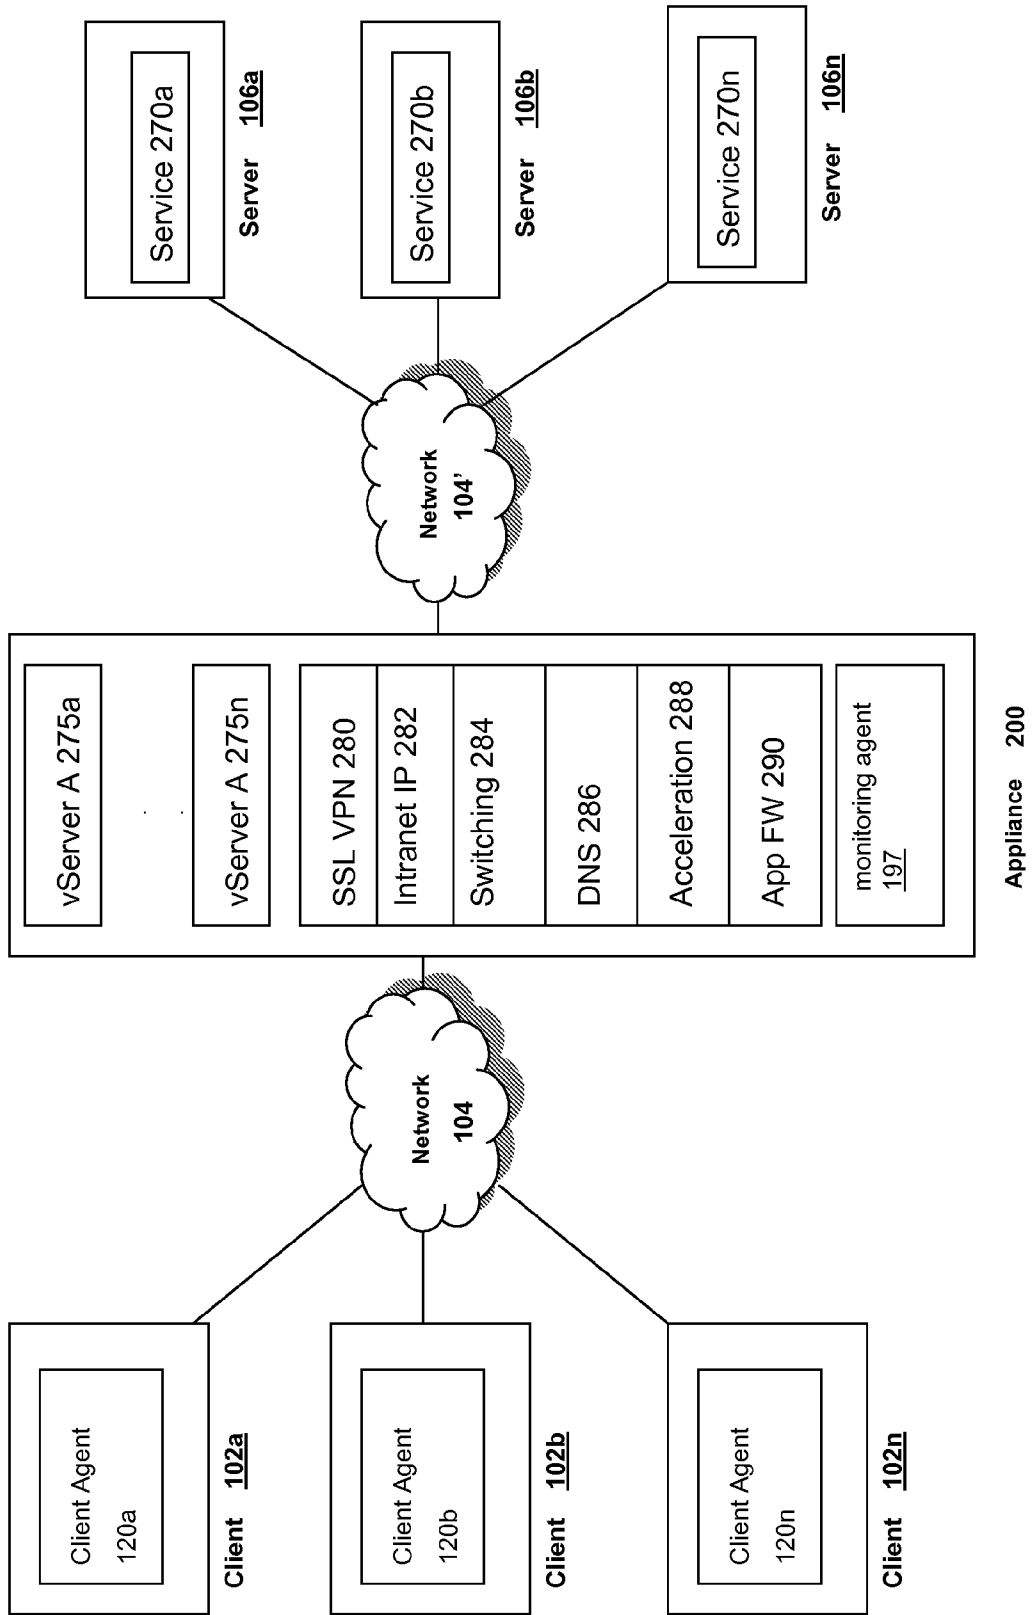 Client Agent
120a
Client 102a
Client Agent
120b
Client 102b
Client Agent
120n
Client 102n
Network
104
vServer A 275a
. .
vServer A 275n
SSL VPN 280
Intranet IP 282
Switching 284
DNS 286
Acceleration 288
App FW 290
monitoring agent
197
Appliance 200
Network
104’
Service 270a
Server 106a
Service 270b
Server 106b
Service 270n
Server 106n